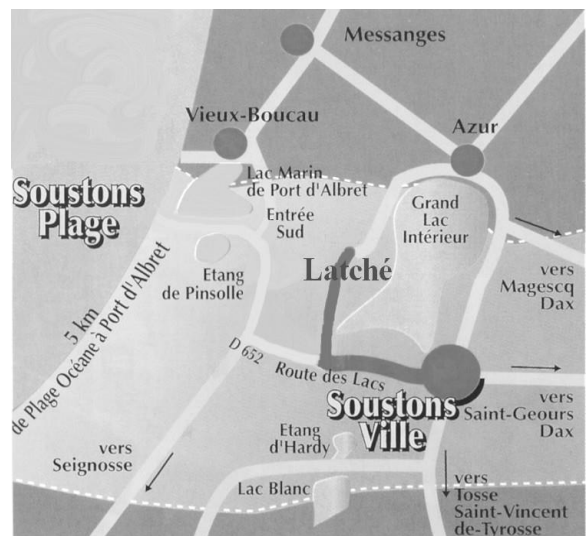 Messanges
Vieux-Boucau
Azur
Lac Marin
de Port d'Albret
Soustons
Plage
Entrée
Sud
Grand
Lac
Intérieur
Etang
de Pinsolle
Latché
vers
Magescq
Dax
5 km
de Plage Océane à Port d'Albret
D 652
Route des Lacs
Soustons
Ville
vers
Saint-Geours
Dax
Etang
d'Hardy
vers
Seignosse
Lac Blanc
vers
Tosse
Saint-Vincent
de-Tyrosse